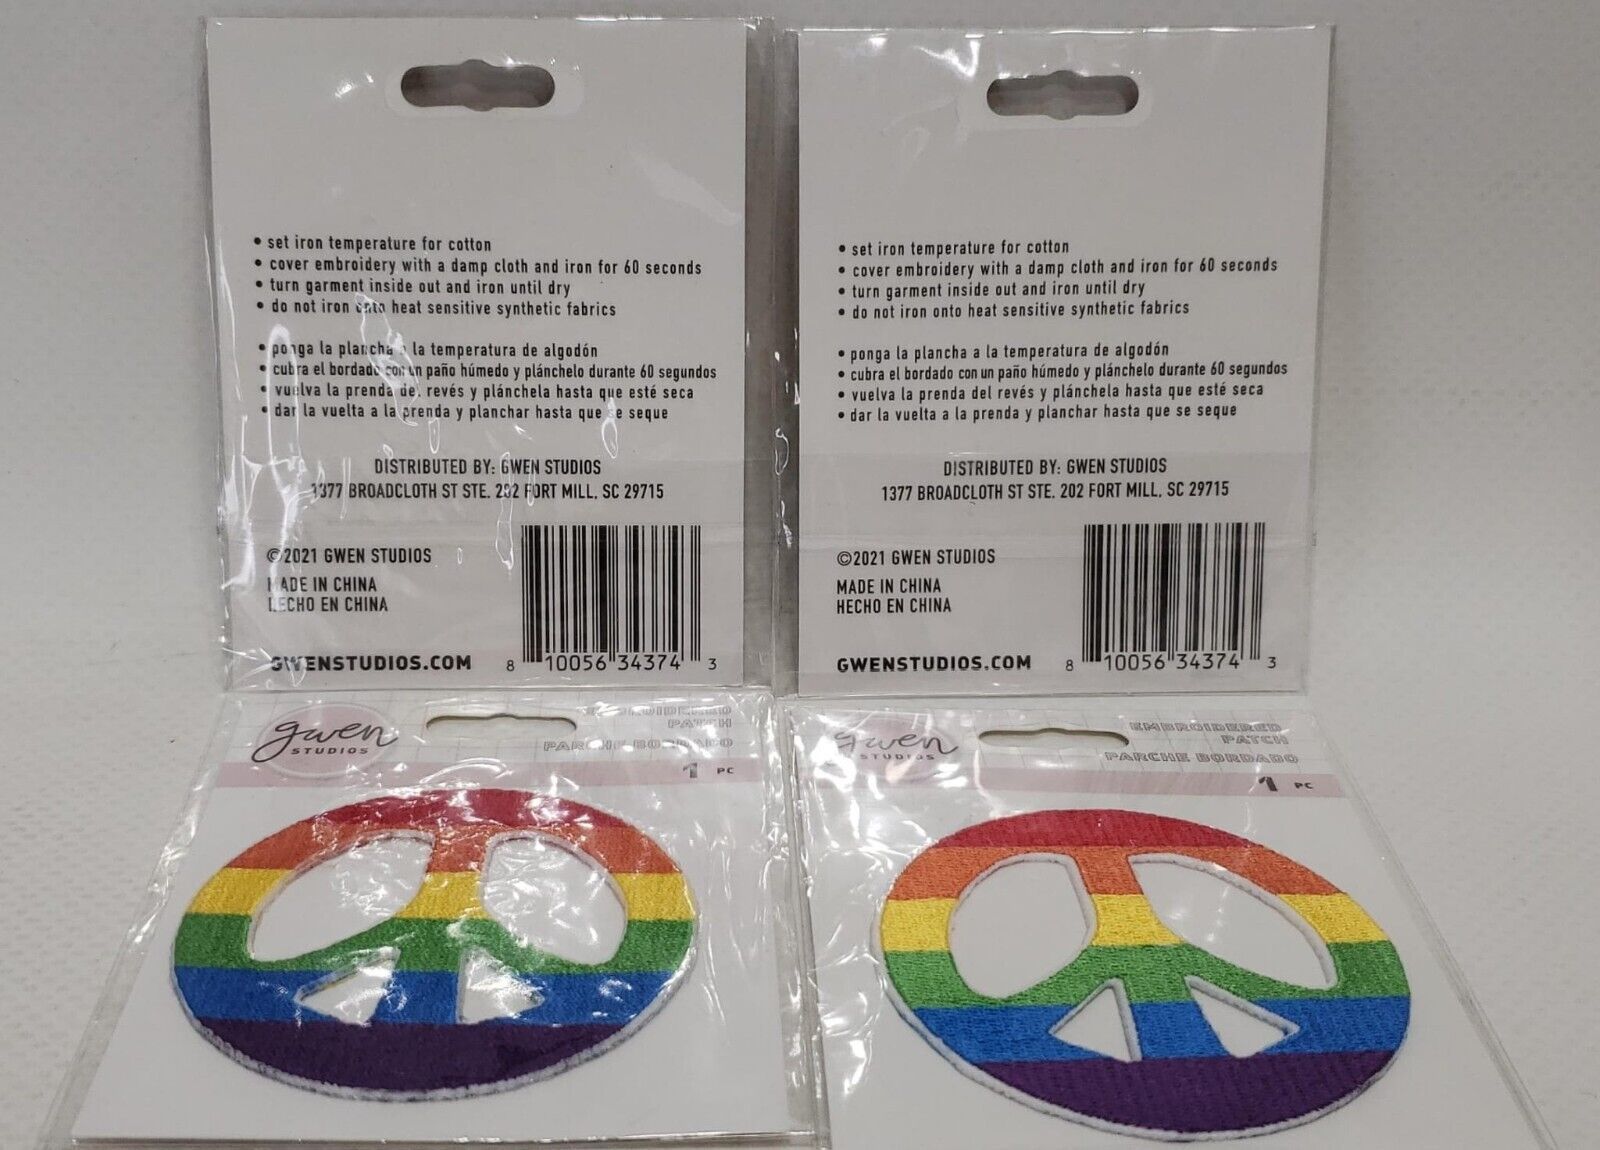 • set iron temperature for cotton
• cover embroidery with a damp cloth and iron for 60 seconds
• turn garment inside out and iron until dry
• do not iron onto heat sensitive synthetic fabrics
• ponga la plancha a la temperatura de algodón
• cubra el bordado con un paño húmedo y plánchelo durante 60 segundos
• vuelva la prenda del revés y plánchela hasta que esté seca
• dar la vuelta a la prenda y planchar hasta que se seque
DISTRIBUTED BY: GWEN STUDIOS
1377 BROADCLOTH ST STE. 202 FORT MILL, SC 29715
©2021 GWEN STUDIOS
MADE IN CHINA
HECHO EN CHINA
GWENSTUDIOS.COM
8 10056 34374 3
• set iron temperature for cotton
• cover embroidery with a damp cloth and iron for 60 seconds
• turn garment inside out and iron until dry
• do not iron onto heat sensitive synthetic fabrics
• ponga la plancha a la temperatura de algodón
• cubra el bordado con un paño húmedo y plánchelo durante 60 segundos
• vuelva la prenda del revés y plánchela hasta que esté seca
• dar la vuelta a la prenda y planchar hasta que se seque
DISTRIBUTED BY: GWEN STUDIOS
1377 BROADCLOTH ST STE. 202 FORT MILL, SC 29715
©2021 GWEN STUDIOS
MADE IN CHINA
HECHO EN CHINA
GWENSTUDIOS.COM
8 10056 34374 3
gwen
STUDIOS
EMBROIDERED
PATCH
PARCHE BORDADO
1 PC
gwen
STUDIOS
EMBROIDERED
PATCH
PARCHE BORDADO
1 PC